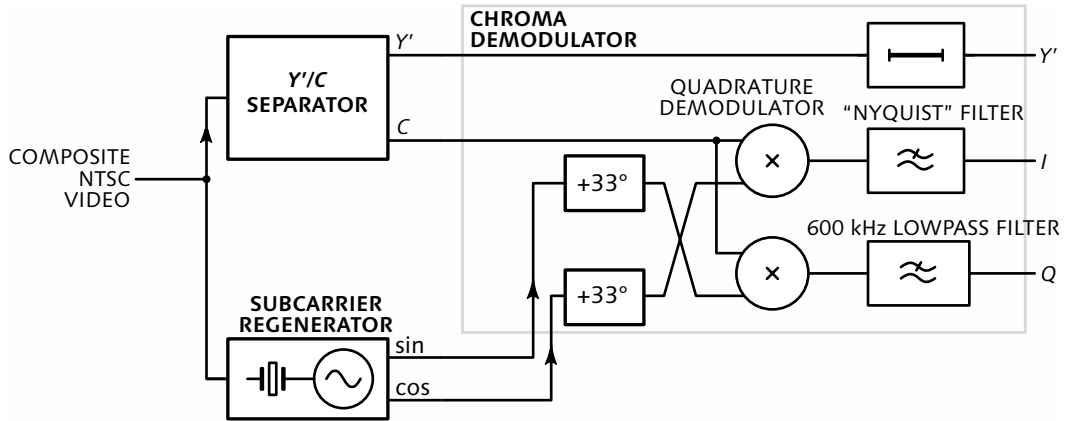 CHROMA
DEMODULATOR
Y'
Y'/C
SEPARATOR
Y'
QUADRATURE
DEMODULATOR
“NYQUIST” FILTER
C
×
I
COMPOSITE
NTSC
VIDEO
+33°
600 kHz LOWPASS FILTER
×
Q
+33°
SUBCARRIER
REGENERATOR
sin
cos